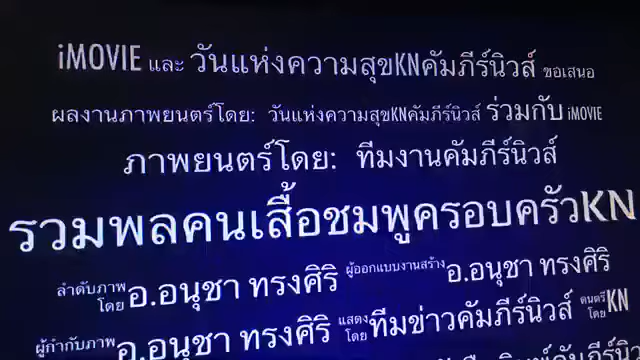 iMOVIE และ วันแห่งความสุขKNคัมภีร์นิวส์ ขอเสนอ
ผลงานภาพยนตร์โดย: วันแห่งความสุขKNคัมภีร์นิวส์ ร่วมกับ iMOVIE
ภาพยนตร์โดย: ทีมงานคัมภีร์นิวส์
รวมพลคนเสื้อชมพูครอบครัวKN
ลำดับภาพโดย อ.อนุชา ทรงศิริ ผู้ออกแบบงานสร้าง อ.อนุชา ทรงศิริ
ผู้กำกับภาพ อ.อนุชา ทรงศิริ แสดงโดย ทีมข่าวคัมภีร์นิวส์ ดนตรีโดย KN